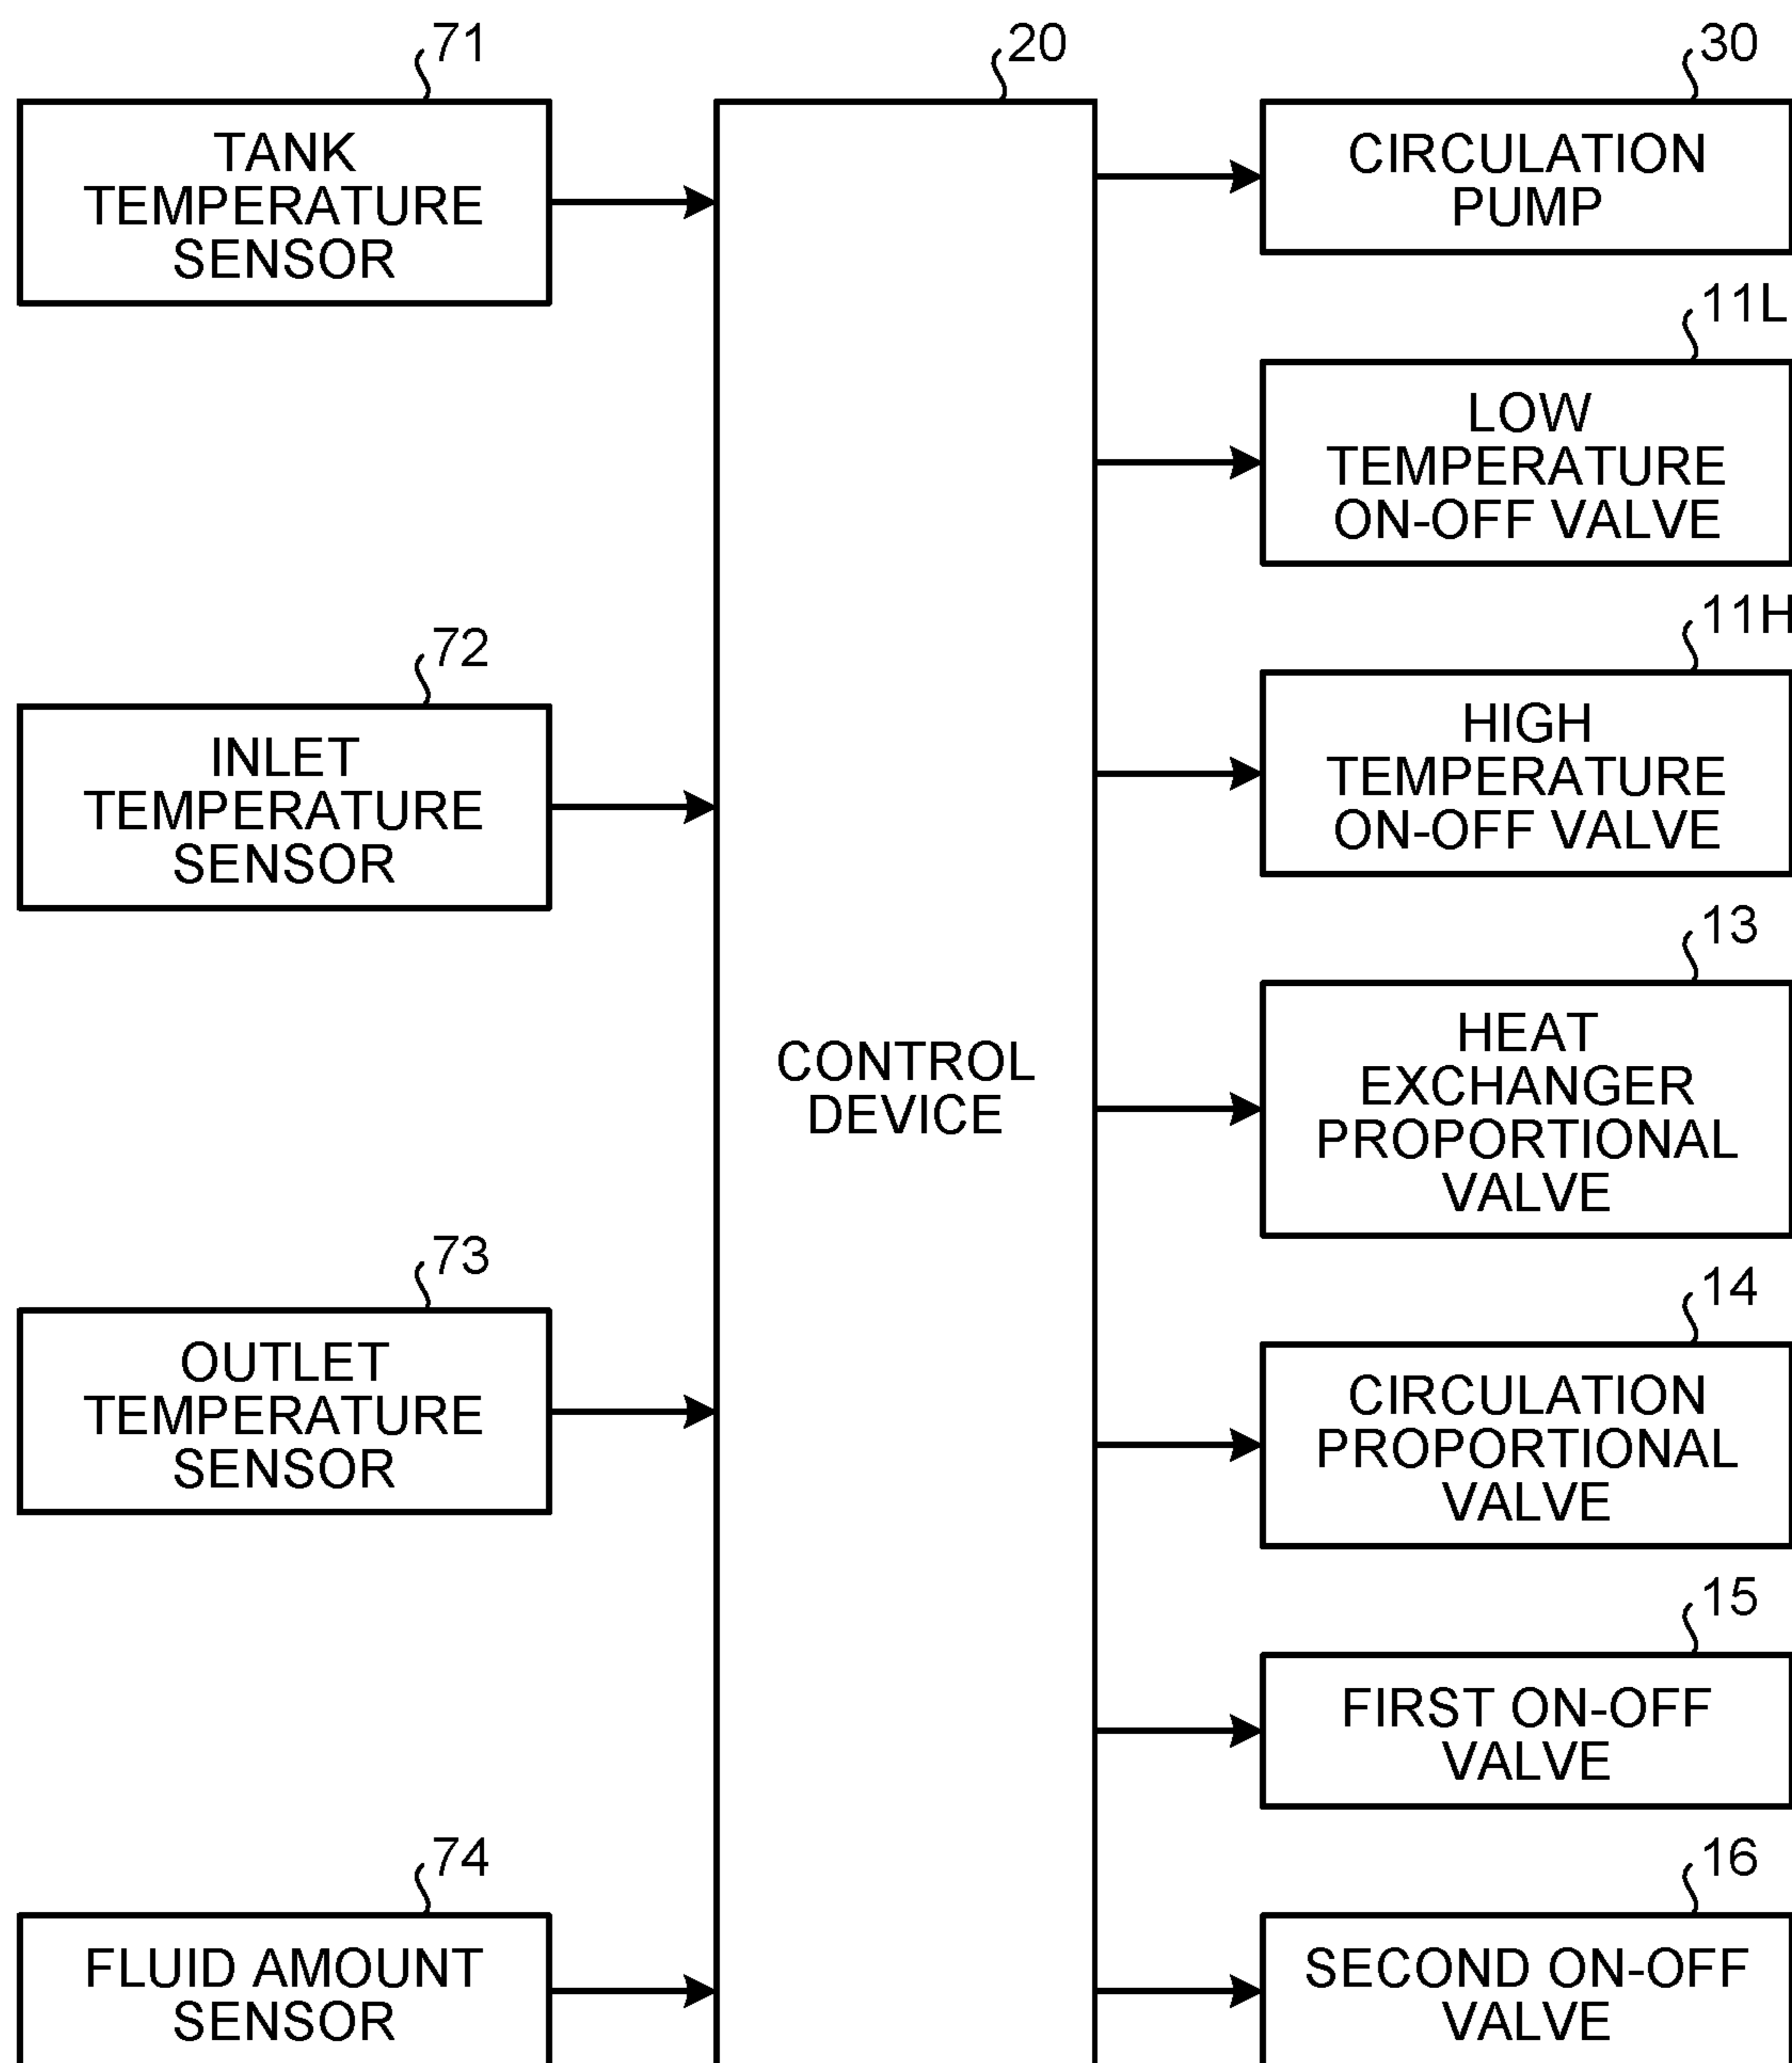 71
TANK
TEMPERATURE
SENSOR
72
INLET
TEMPERATURE
SENSOR
73
OUTLET
TEMPERATURE
SENSOR
74
FLUID AMOUNT
SENSOR
20
CONTROL
DEVICE
30
CIRCULATION
PUMP
11L
LOW
TEMPERATURE
ON-OFF VALVE
11H
HIGH
TEMPERATURE
ON-OFF VALVE
13
HEAT
EXCHANGER
PROPORTIONAL
VALVE
14
CIRCULATION
PROPORTIONAL
VALVE
15
FIRST ON-OFF
VALVE
16
SECOND ON-OFF
VALVE